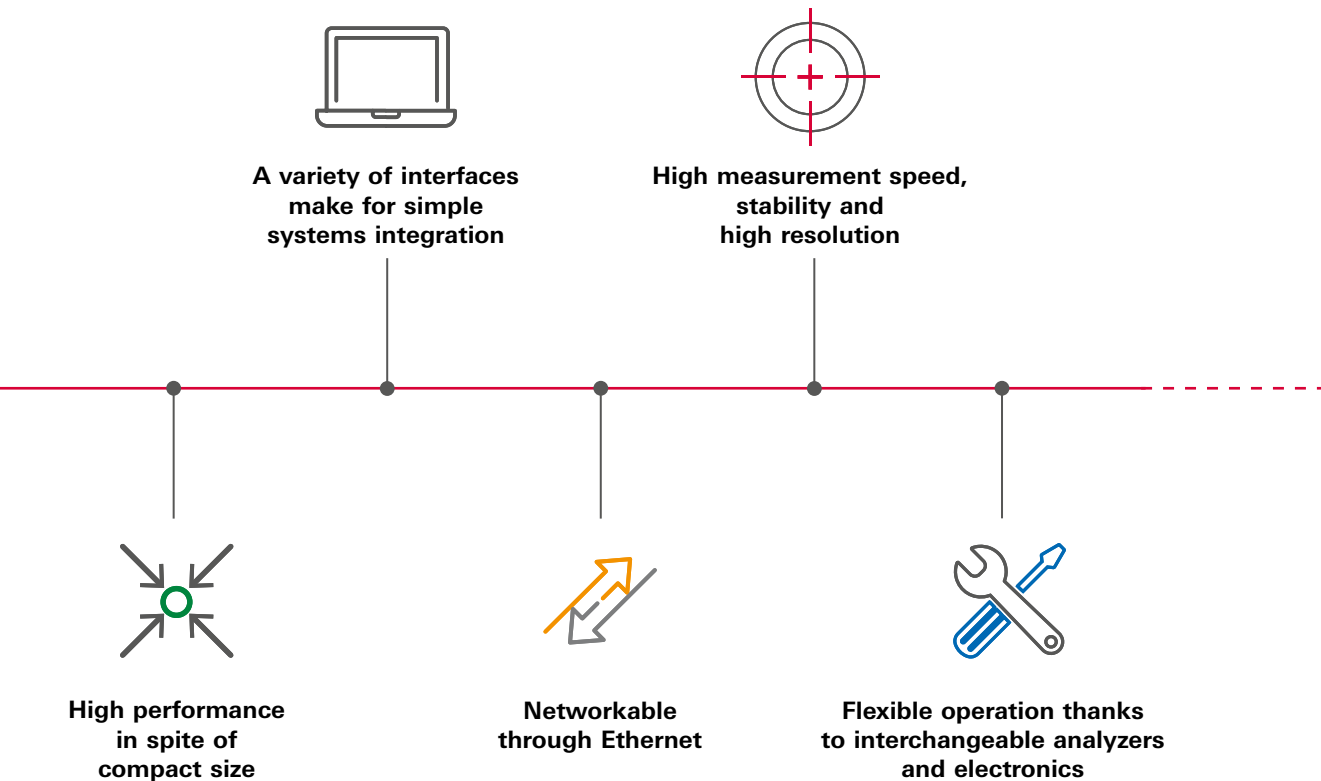 A variety of interfaces
make for simple
systems integration
High measurement speed,
stability and
high resolution
High performance
in spite of
compact size
Networkable
through Ethernet
Flexible operation thanks
to interchangeable analyzers
and electronics